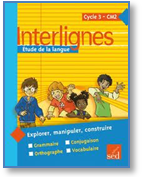 Cycle 3 - CM2
Interlignes
Étude de la langue
Explorer, manipuler, construire
Grammaire
Conjugaison
Orthographe
Vocabulaire
sed